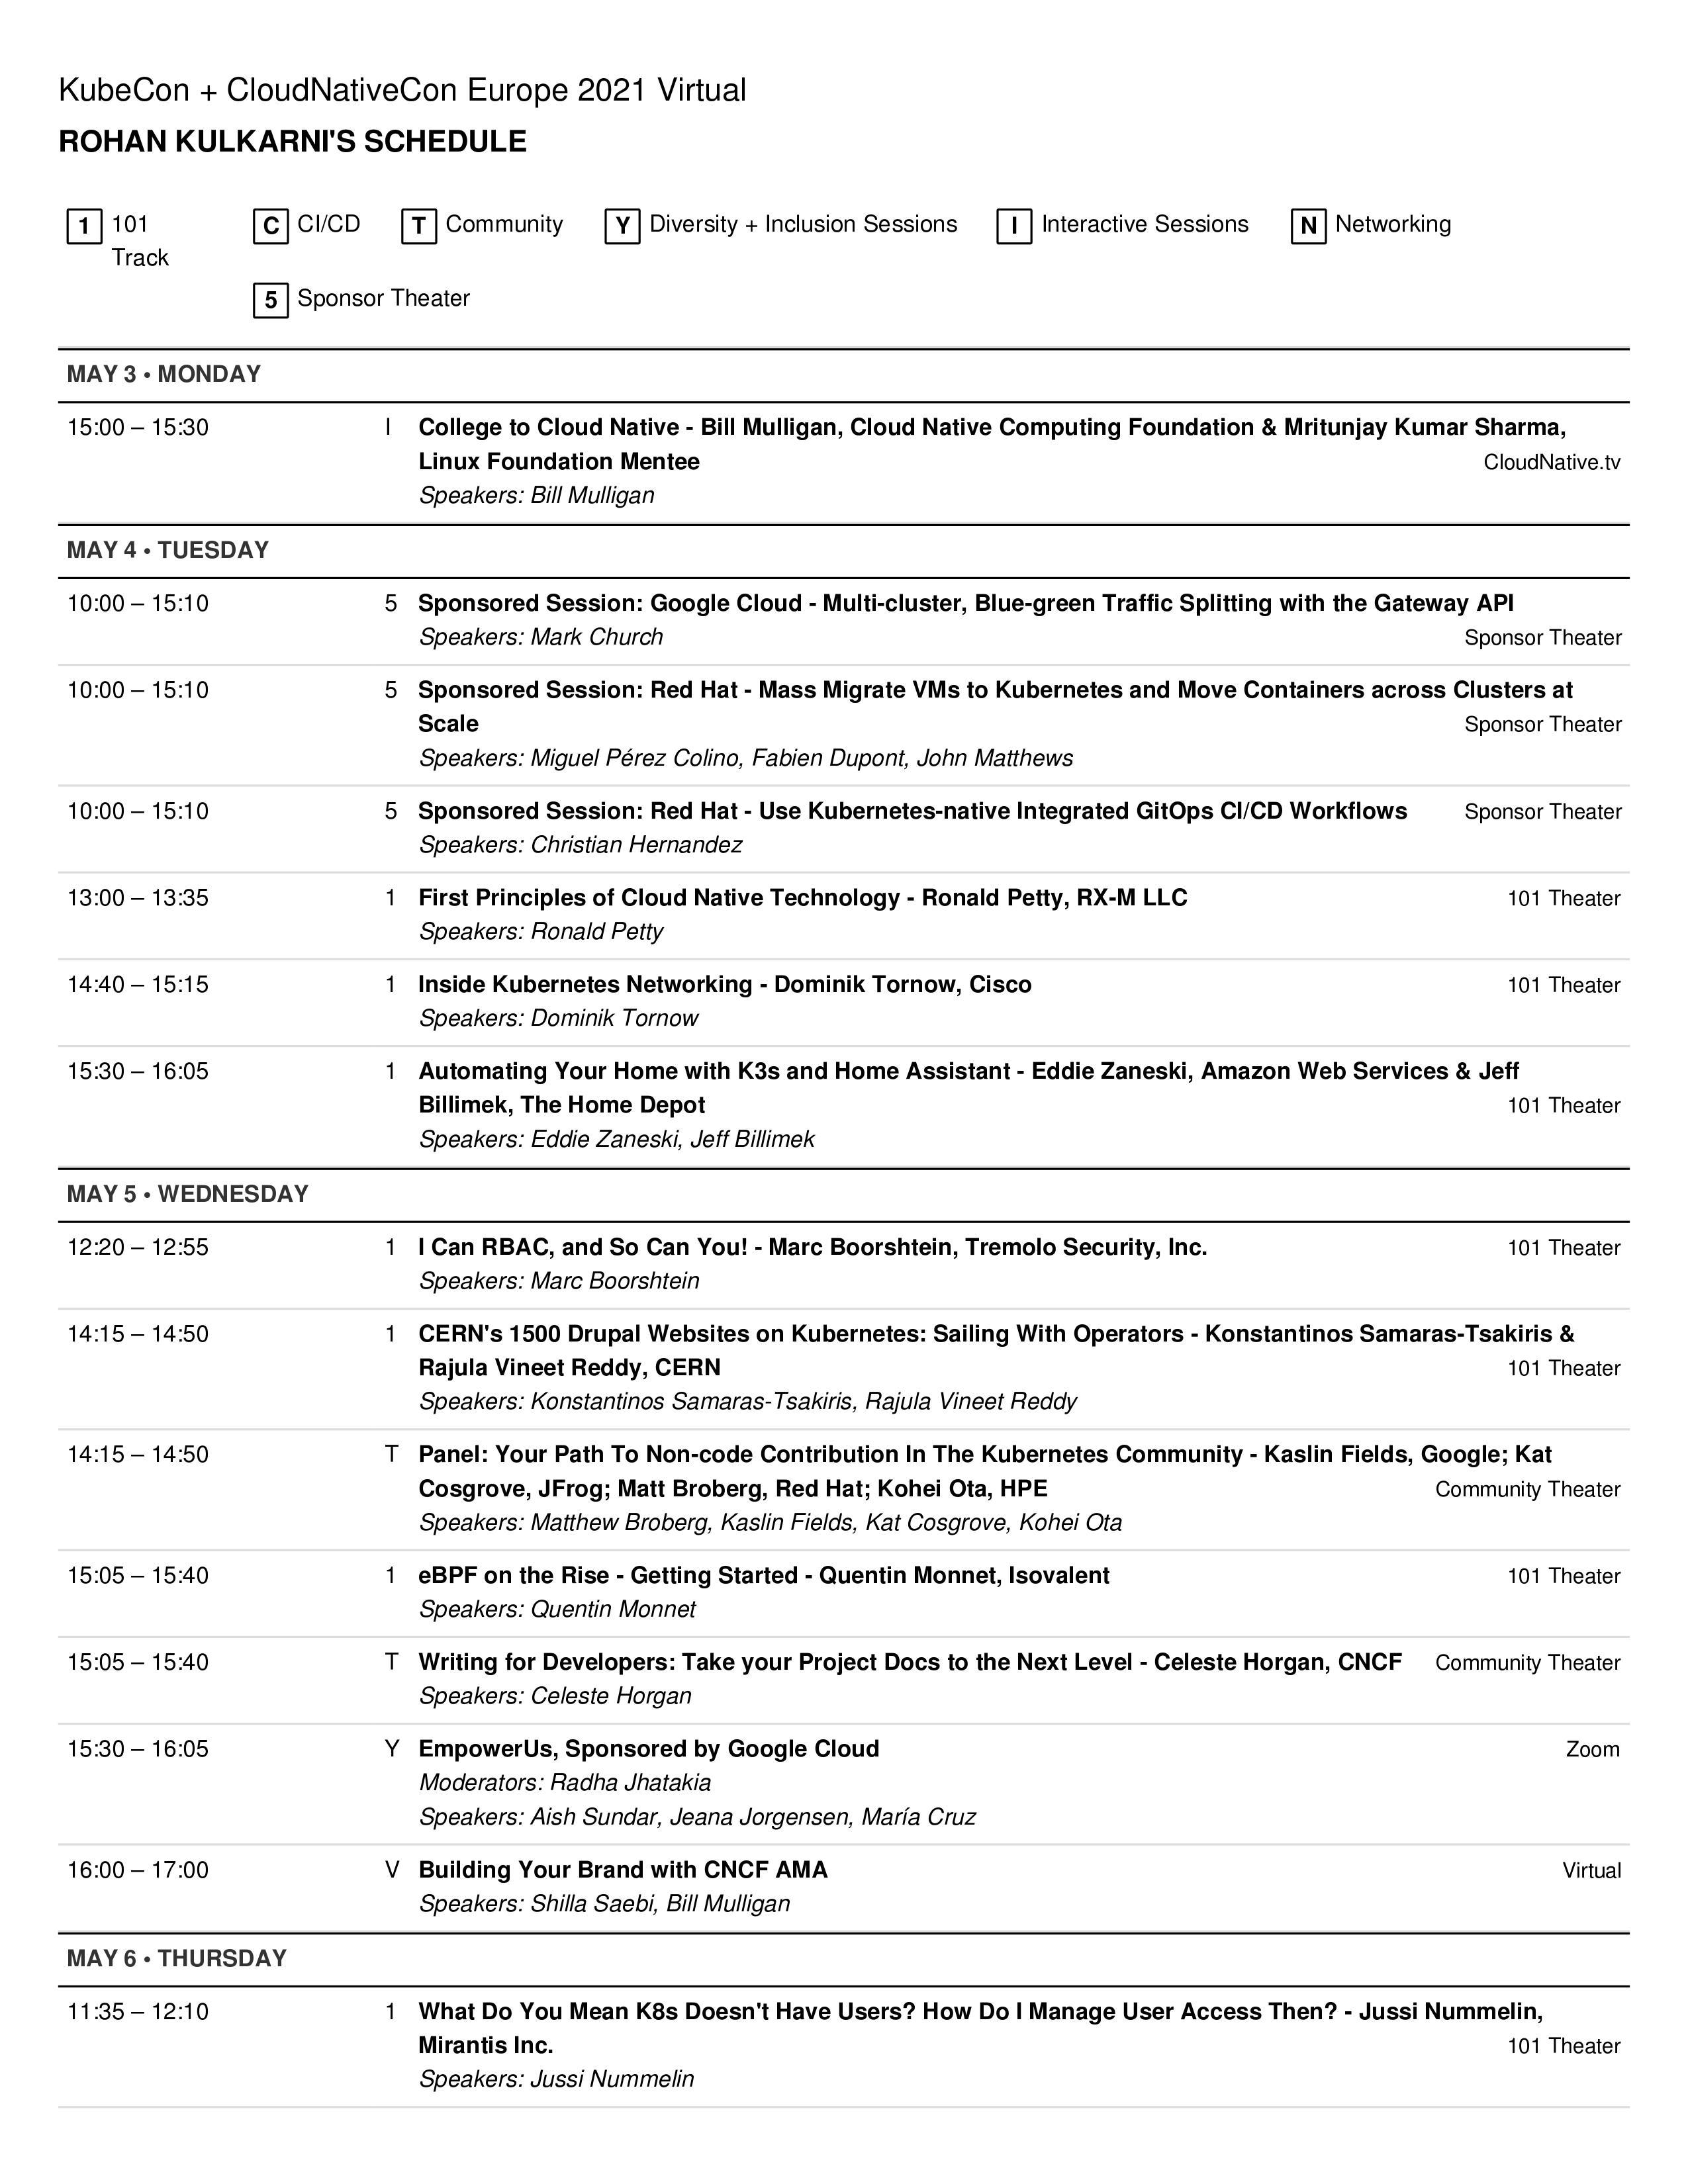 KubeCon + CloudNativeCon Europe 2021 Virtual
ROHAN KULKARNI'S SCHEDULE
1 101 Track C CI/CD T Community Y Diversity + Inclusion Sessions I Interactive Sessions N Networking
5 Sponsor Theater
MAY 3 • MONDAY
15:00 – 15:30 I College to Cloud Native - Bill Mulligan, Cloud Native Computing Foundation & Mritunjay Kumar Sharma,
Linux Foundation Mentee CloudNative.tv
Speakers: Bill Mulligan
MAY 4 • TUESDAY
10:00 – 15:10 5 Sponsored Session: Google Cloud - Multi-cluster, Blue-green Traffic Splitting with the Gateway API
Speakers: Mark Church Sponsor Theater
10:00 – 15:10 5 Sponsored Session: Red Hat - Mass Migrate VMs to Kubernetes and Move Containers across Clusters at
Scale Sponsor Theater
Speakers: Miguel Pérez Colino, Fabien Dupont, John Matthews
10:00 – 15:10 5 Sponsored Session: Red Hat - Use Kubernetes-native Integrated GitOps CI/CD Workflows Sponsor Theater
Speakers: Christian Hernandez
13:00 – 13:35 1 First Principles of Cloud Native Technology - Ronald Petty, RX-M LLC 101 Theater
Speakers: Ronald Petty
14:40 – 15:15 1 Inside Kubernetes Networking - Dominik Tornow, Cisco 101 Theater
Speakers: Dominik Tornow
15:30 – 16:05 1 Automating Your Home with K3s and Home Assistant - Eddie Zaneski, Amazon Web Services & Jeff
Billimek, The Home Depot 101 Theater
Speakers: Eddie Zaneski, Jeff Billimek
MAY 5 • WEDNESDAY
12:20 – 12:55 1 I Can RBAC, and So Can You! - Marc Boorshtein, Tremolo Security, Inc. 101 Theater
Speakers: Marc Boorshtein
14:15 – 14:50 1 CERN's 1500 Drupal Websites on Kubernetes: Sailing With Operators - Konstantinos Samaras-Tsakiris &
Rajula Vineet Reddy, CERN 101 Theater
Speakers: Konstantinos Samaras-Tsakiris, Rajula Vineet Reddy
14:15 – 14:50 T Panel: Your Path To Non-code Contribution In The Kubernetes Community - Kaslin Fields, Google; Kat
Cosgrove, JFrog; Matt Broberg, Red Hat; Kohei Ota, HPE Community Theater
Speakers: Matthew Broberg, Kaslin Fields, Kat Cosgrove, Kohei Ota
15:05 – 15:40 1 eBPF on the Rise - Getting Started - Quentin Monnet, Isovalent 101 Theater
Speakers: Quentin Monnet
15:05 – 15:40 T Writing for Developers: Take your Project Docs to the Next Level - Celeste Horgan, CNCF Community Theater
Speakers: Celeste Horgan
15:30 – 16:05 Y EmpowerUs, Sponsored by Google Cloud Zoom
Moderators: Radha Jhatakia
Speakers: Aish Sundar, Jeana Jorgensen, María Cruz
16:00 – 17:00 V Building Your Brand with CNCF AMA Virtual
Speakers: Shilla Saebi, Bill Mulligan
MAY 6 • THURSDAY
11:35 – 12:10 1 What Do You Mean K8s Doesn't Have Users? How Do I Manage User Access Then? - Jussi Nummelin,
Mirantis Inc. 101 Theater
Speakers: Jussi Nummelin